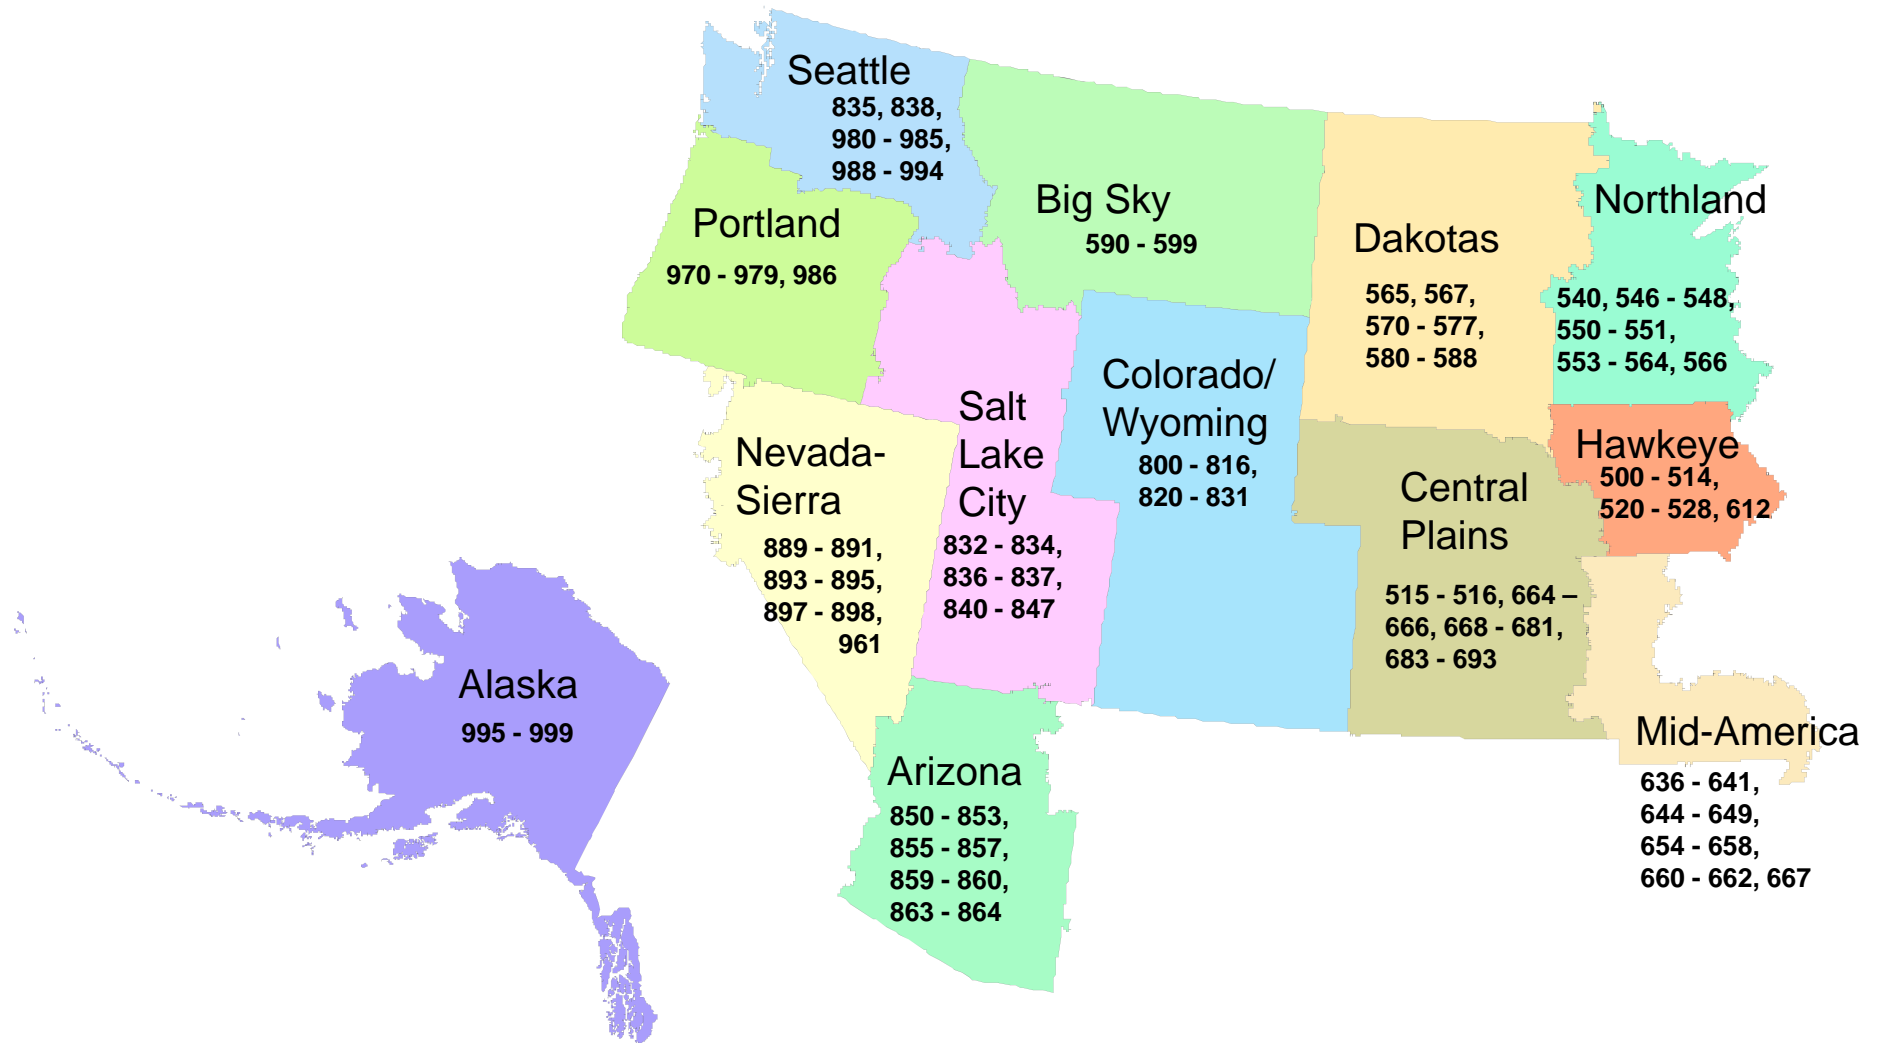 Seattle
835, 838,
980 - 985,
988 - 994
Big Sky
590 - 599
Portland
970 - 979, 986
Dakotas
565, 567,
570 - 577,
580 - 588
Northland
540, 546 - 548,
550 - 551,
553 - 564, 566
Colorado/
Wyoming
800 - 816,
820 - 831
Salt
Lake
City
832 - 834,
836 - 837,
840 - 847
Nevada-
Sierra
889 - 891,
893 - 895,
897 - 898,
961
Hawkeye
500 - 514,
520 - 528, 612
Central
Plains
515 - 516, 664 –
666, 668 - 681,
683 - 693
Alaska
995 - 999
Arizona
850 - 853,
855 - 857,
859 - 860,
863 - 864
Mid-America
636 - 641,
644 - 649,
654 - 658,
660 - 662, 667